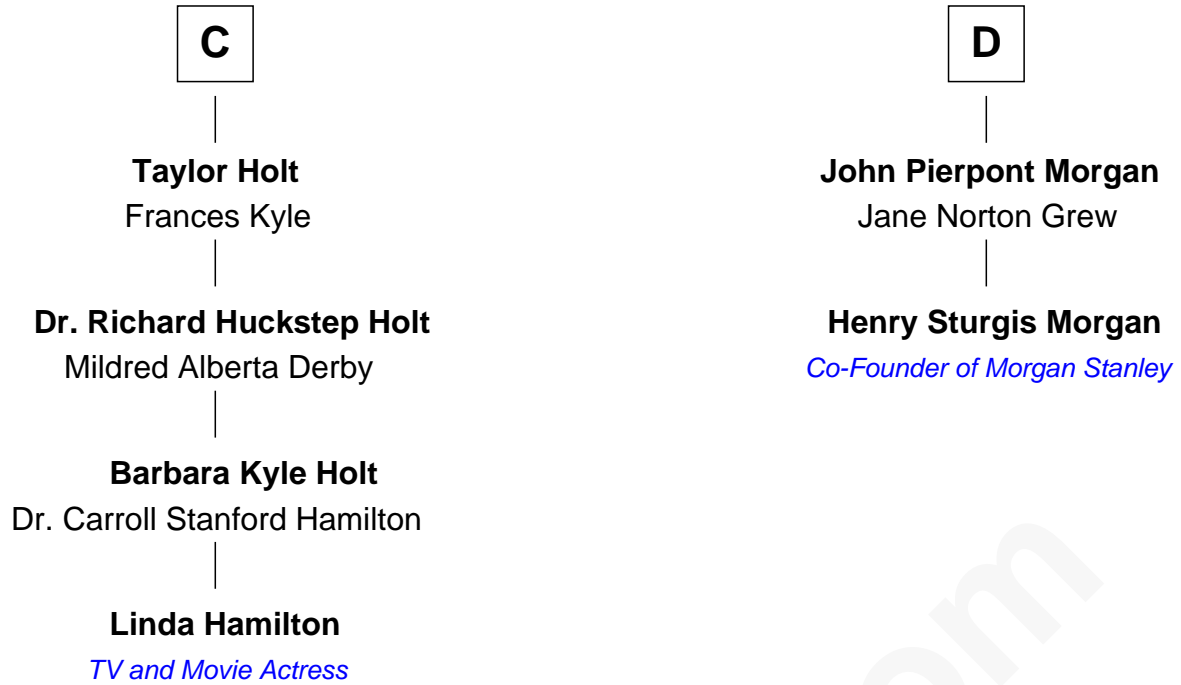 C
Taylor Holt
Frances Kyle
Dr. Richard Huckstep Holt
Mildred Alberta Derby
Barbara Kyle Holt
Dr. Carroll Stanford Hamilton
Linda Hamilton
TV and Movie Actress
D
John Pierpont Morgan
Jane Norton Grew
Henry Sturgis Morgan
Co-Founder of Morgan Stanley
om